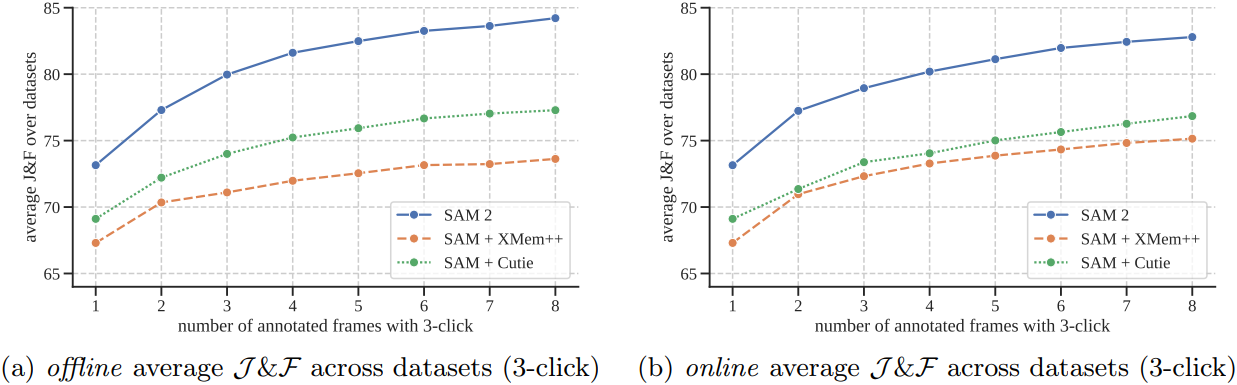 average J&F over datasets
85
80
75
70
65
SAM 2
SAM + XMem++
SAM + Cutie
1 2 3 4 5 6 7 8
number of annotated frames with 3-click
(a) offline average 𝒥&ℱ across datasets (3-click)
average J&F over datasets
85
80
75
70
65
SAM 2
SAM + XMem++
SAM + Cutie
1 2 3 4 5 6 7 8
number of annotated frames with 3-click
(b) online average 𝒥&ℱ across datasets (3-click)